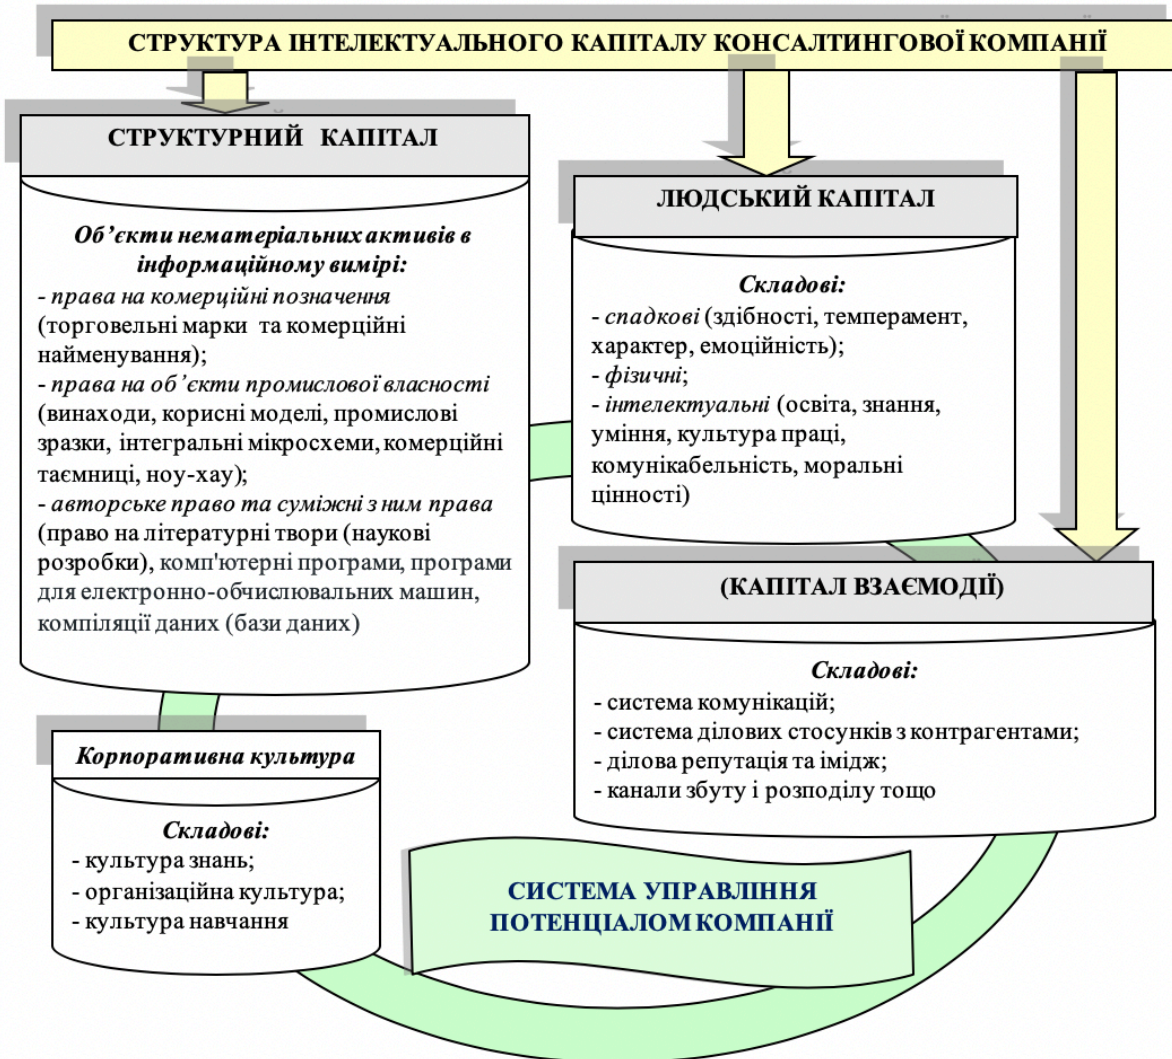 СТРУКТУРА ІНТЕЛЕКТУАЛЬНОГО КАПІТАЛУ КОНСАЛТИНГОВОЇ КОМПАНІЇ
СТРУКТУРНИЙ КАПІТАЛ
Об’єкти нематеріальних активів в
інформаційному вимірі:
- права на комерційні позначення
(торговельні марки та комерційні
найменування);
- права на об’єкти промислової власності
(винаходи, корисні моделі, промислові
зразки, інтегральні мікросхеми, комерційні
таємниці, ноу-хау);
- авторське право та суміжні з ним права
(право на літературні твори (наукові
розробки), комп'ютерні програми, програми
для електронно-обчислювальних машин,
компіляції даних (бази даних)
ЛЮДСЬКИЙ КАПІТАЛ
Складові:
- спадкові (здібності, темперамент,
характер, емоційність);
- фізичні;
- інтелектуальні (освіта, знання,
уміння, культура праці,
комунікабельність, моральні
цінності)
(КАПІТАЛ ВЗАЄМОДІЇ)
Складові:
- система комунікацій;
- система ділових стосунків з контрагентами;
- ділова репутація та імідж;
- канали збуту і розподілу тощо
Корпоративна культура
Складові:
- культура знань;
- організаційна культура;
- культура навчання
СИСТЕМА УПРАВЛІННЯ
ПОТЕНЦІАЛОМ КОМПАНІЇ